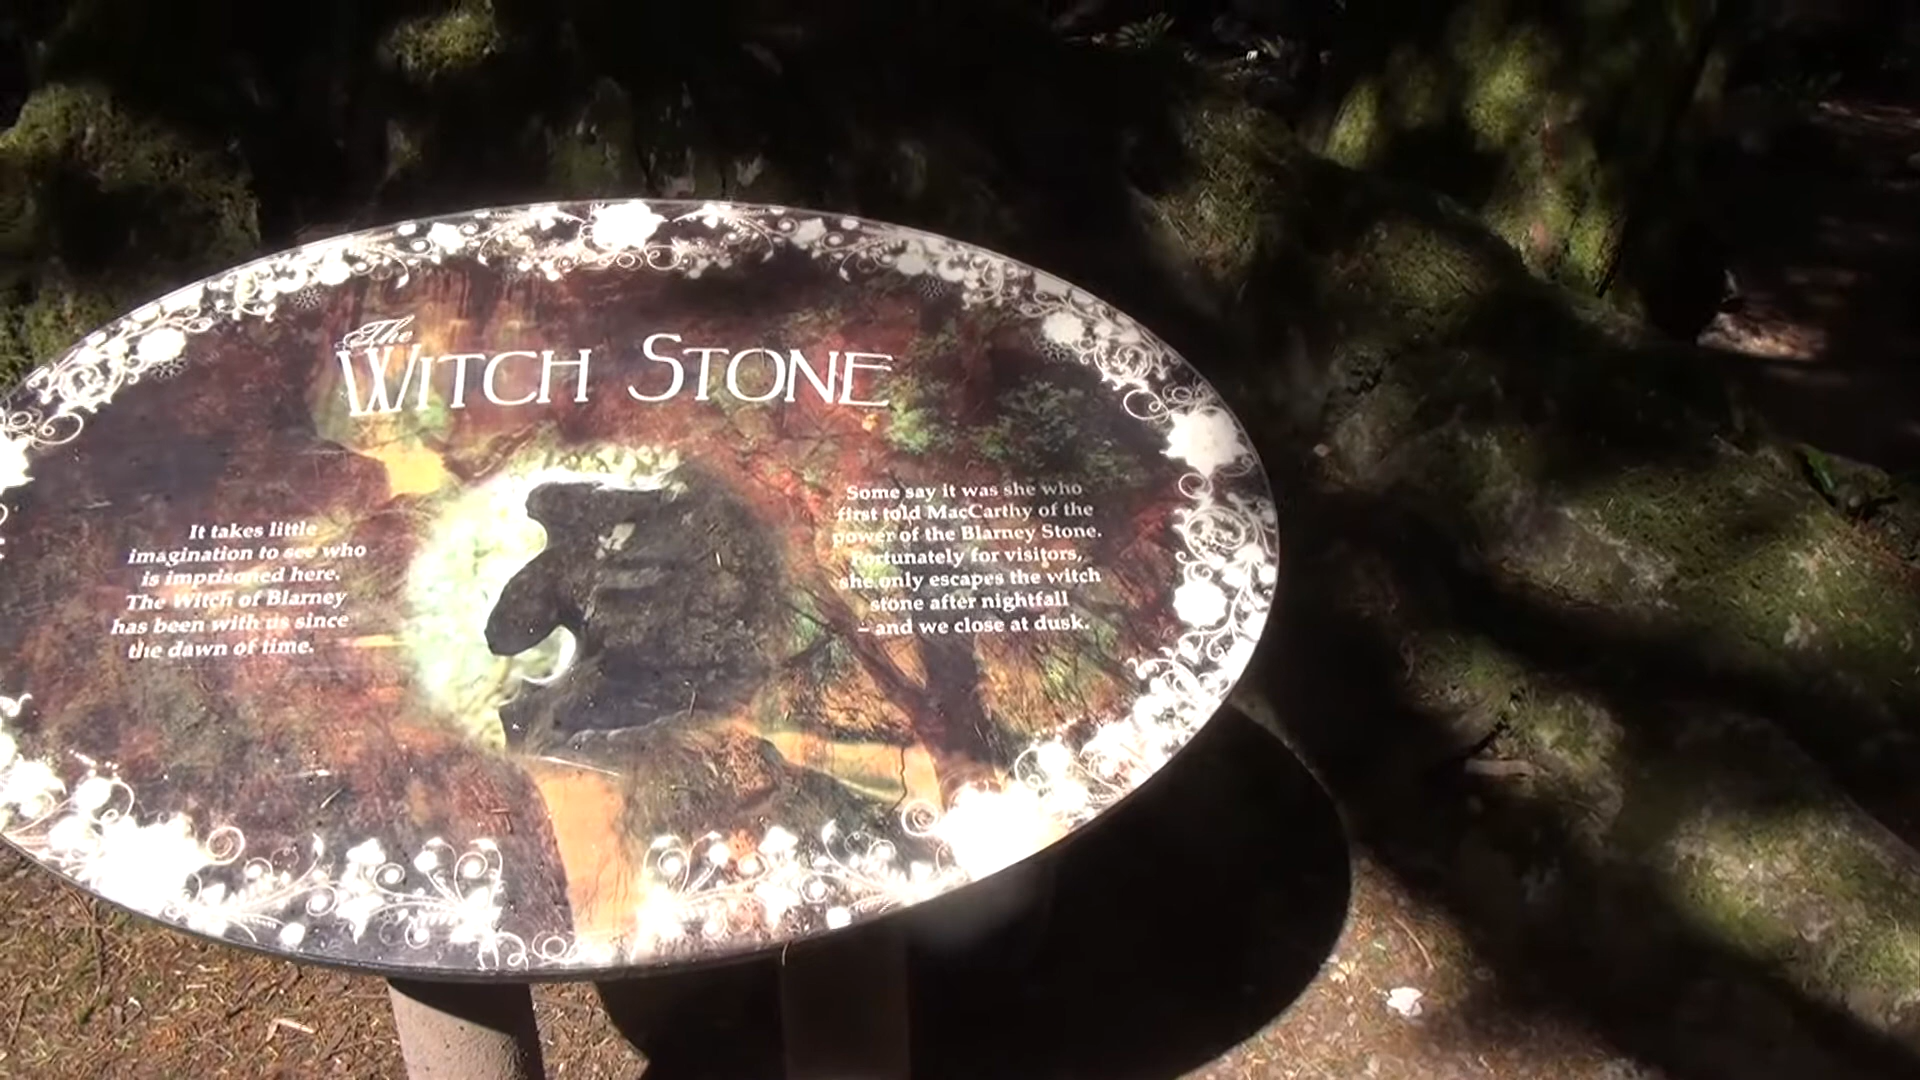 The
WITCH STONE
It takes little
imagination to see who
is imprisoned here.
The Witch of Blarney
has been with us since
the dawn of time.
Some say it was she who
first told MacCarthy of the
power of the Blarney Stone.
Fortunately for visitors,
she only escapes the witch
stone after nightfall
– and we close at dusk.